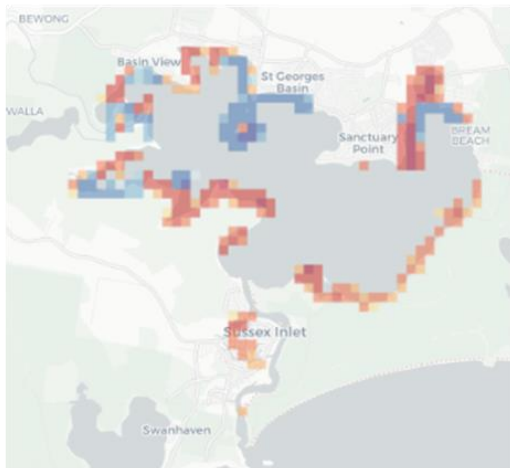 BEWONG
Basin View
St Georges
Basin
WALLA
Sanctuary
Point
BREAM
BEACH
Sussex Inlet
Swanhaven